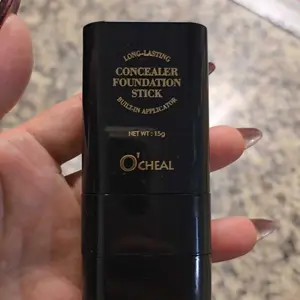 LONG-LASTING
CONCEALER
FOUNDATION
STICK
BUILT-IN APPLICATOR
NET WT: 15g
O'CHEAL